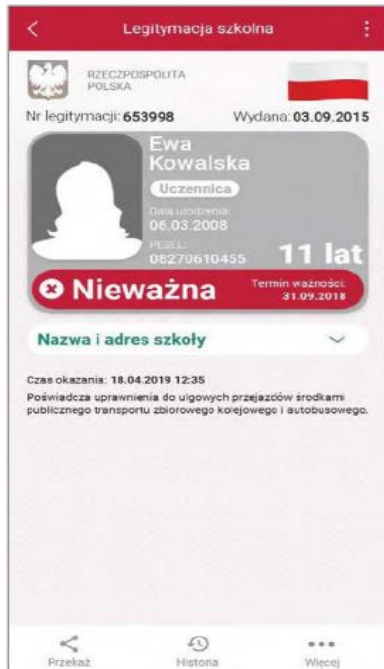 Legitymacja szkolna
RZECZPOSPOLITA
POLSKA
Nr legitymacji: 653998
Wydana: 03.09.2015
Ewa
Kowalska
Uczennica
Data urodzenia:
06.03.2008
PESEL:
08270610455
11 lat
Nieważna
Termin ważności:
31.09.2018
Nazwa i adres szkoły
Czas okazania: 18.04.2019 12:35
Poświadcza uprawnienia do ulgowych przejazdów środkami
publicznego transportu zbiorowego kolejowego i autobusowego.
Przekaż
Historia
Więcej